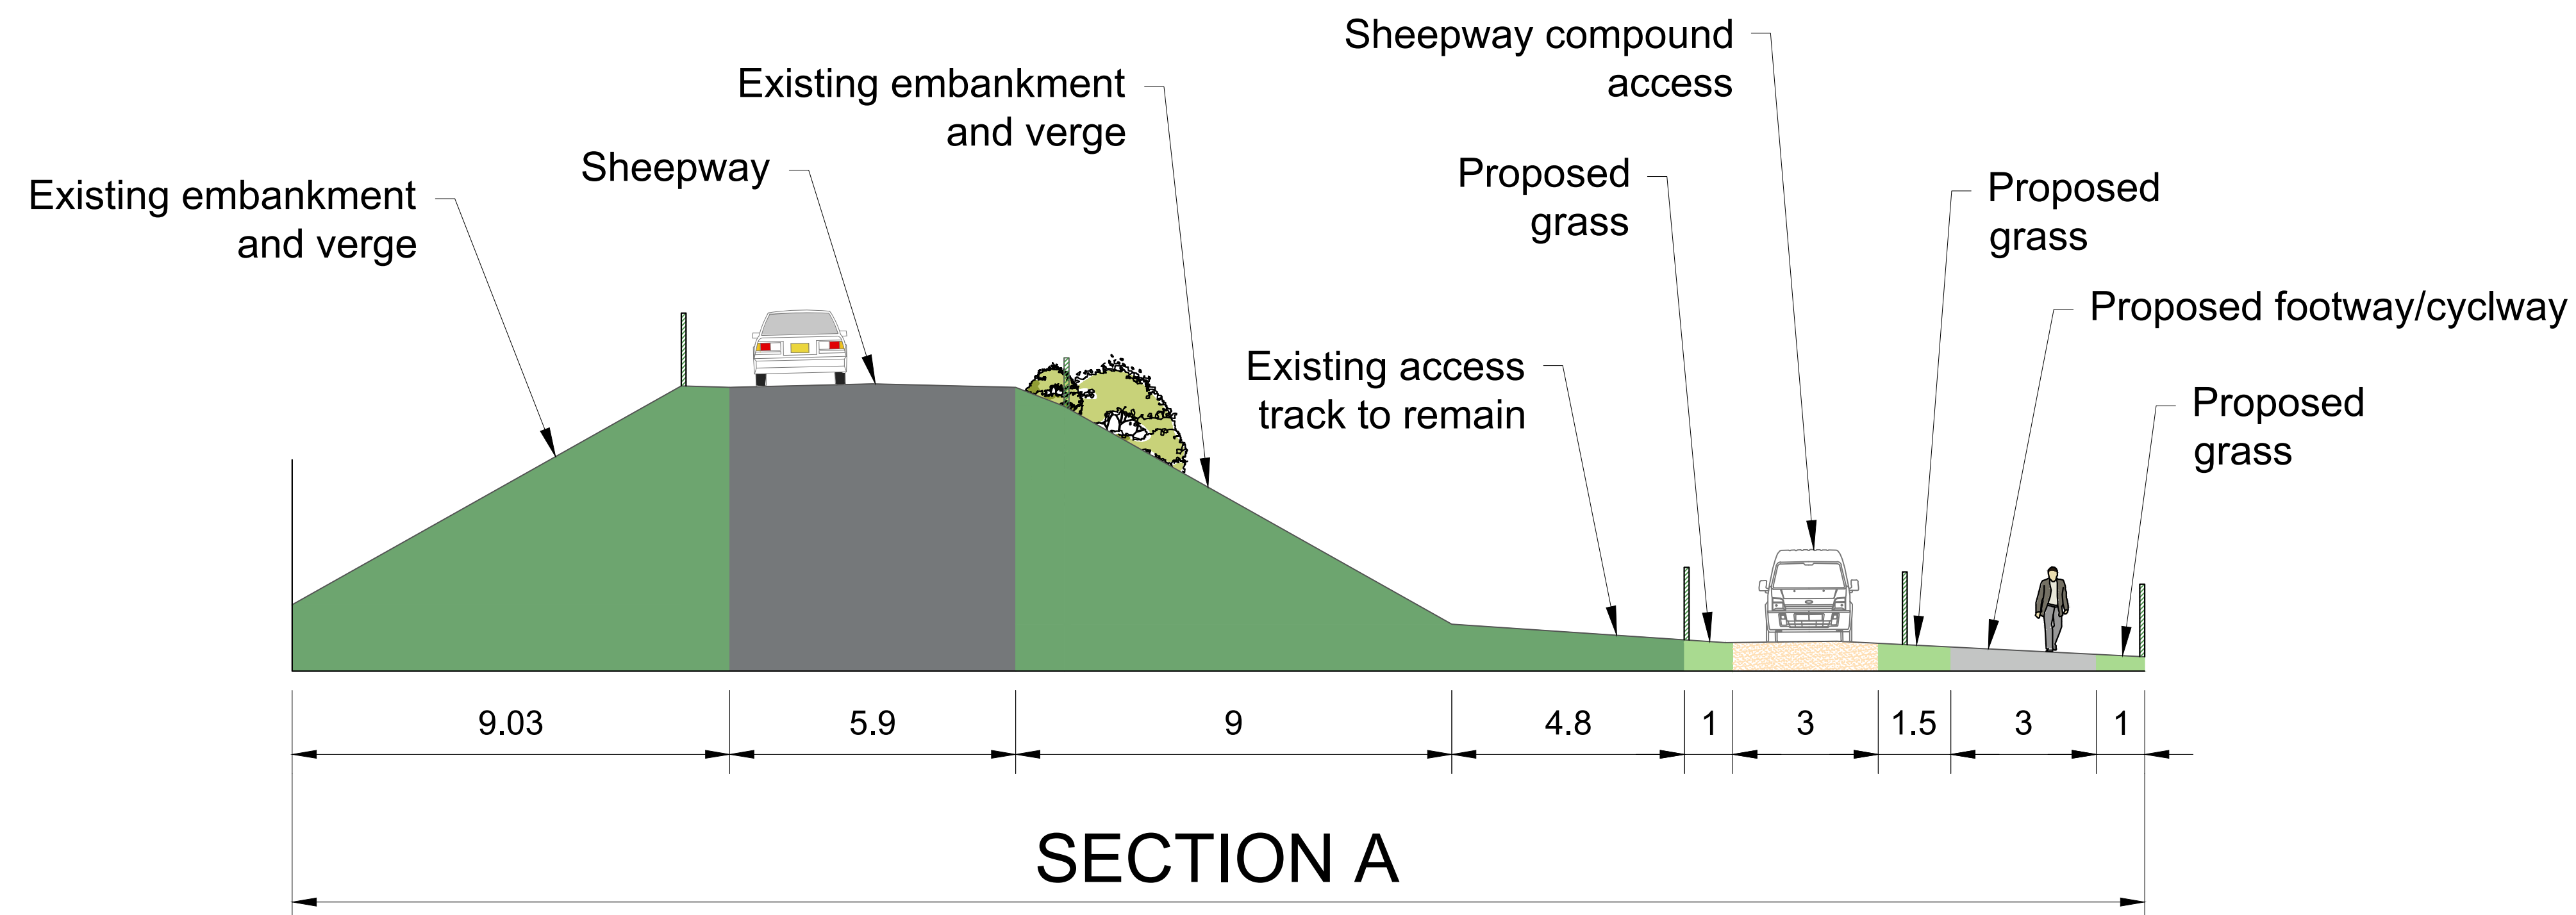 Sheepway compound
access
Existing embankment
and verge
Sheepway
Existing embankment
and verge
Proposed
grass
Proposed
grass
Proposed footway/cyclway
Existing access
track to remain
Proposed
grass
9.03 5.9 9 4.8 1 3 1.5 3 1
SECTION A